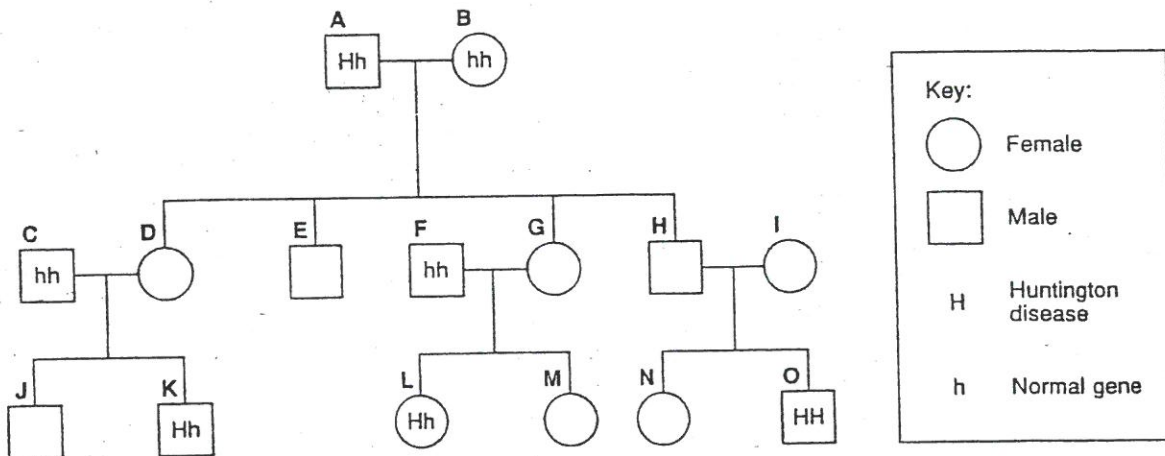 A B
Hh hh
C D E F G H I
hh hh
J K L M N O
Hh Hh HH
Key:
Female
Male
H Huntington
disease
h Normal gene